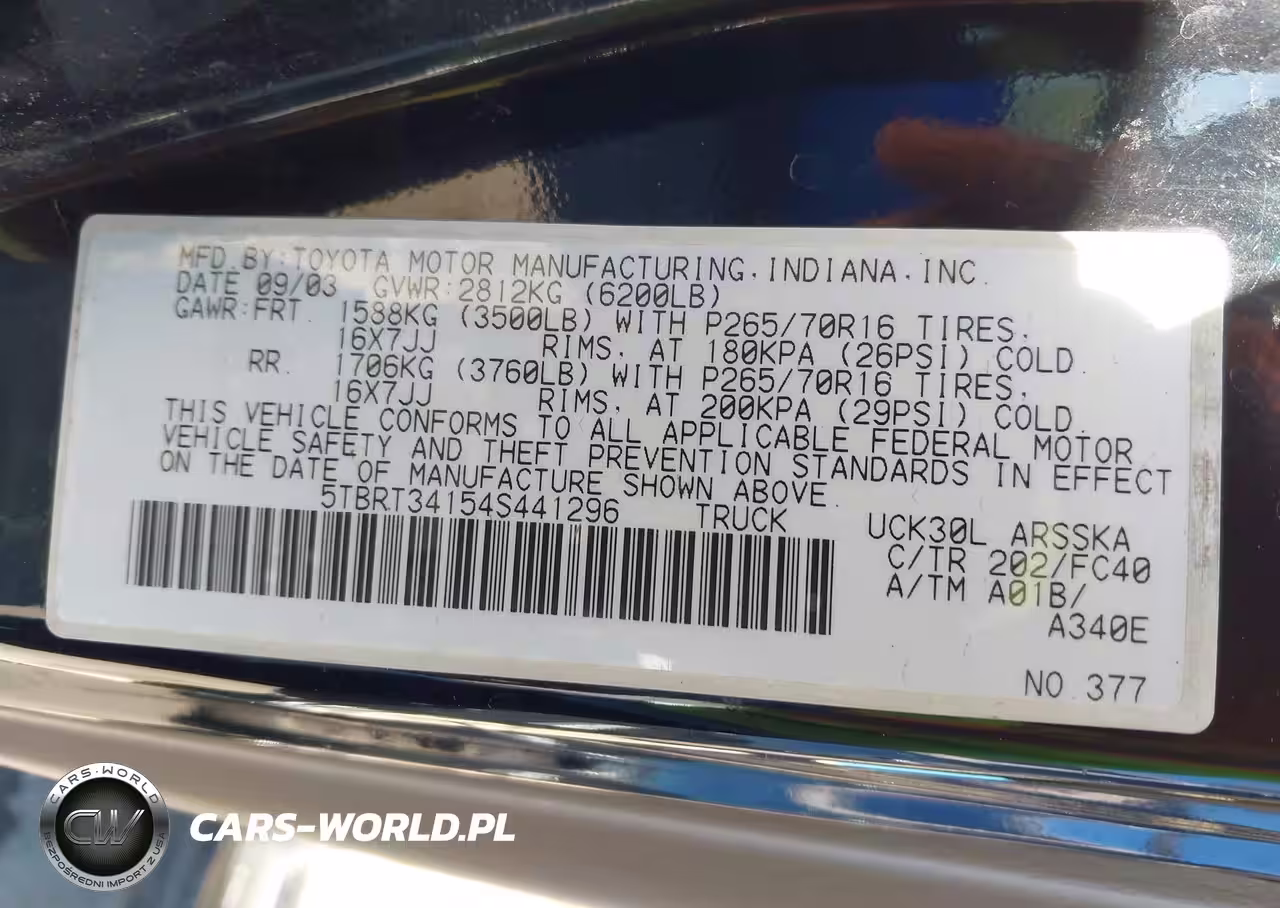 MFD. BY: TOYOTA MOTOR MANUFACTURING. INDIANA. INC.
DATE 09/03 GVWR: 2812KG (6200LB)
GAWR: FRT. 1588KG (3500LB) WITH P265/70R16 TIRES,
16X7JJ RIMS, AT 180KPA (26PSI) COLD.
RR. 1706KG (3760LB) WITH P265/70R16 TIRES,
16X7JJ RIMS, AT 200KPA (29PSI) COLD.
THIS VEHICLE CONFORMS TO ALL APPLICABLE FEDERAL MOTOR
VEHICLE SAFETY AND THEFT PREVENTION STANDARDS IN EFFECT
ON THE DATE OF MANUFACTURE SHOWN ABOVE.
5TBRT34154S441296 TRUCK
UCK30L ARSSKA
C/TR 202/FC40
A/TM A01B/
A340E
NO. 377
CARS-WORLD
CW
BEZPOŚREDNI IMPORT Z USA
CARS-WORLD.PL